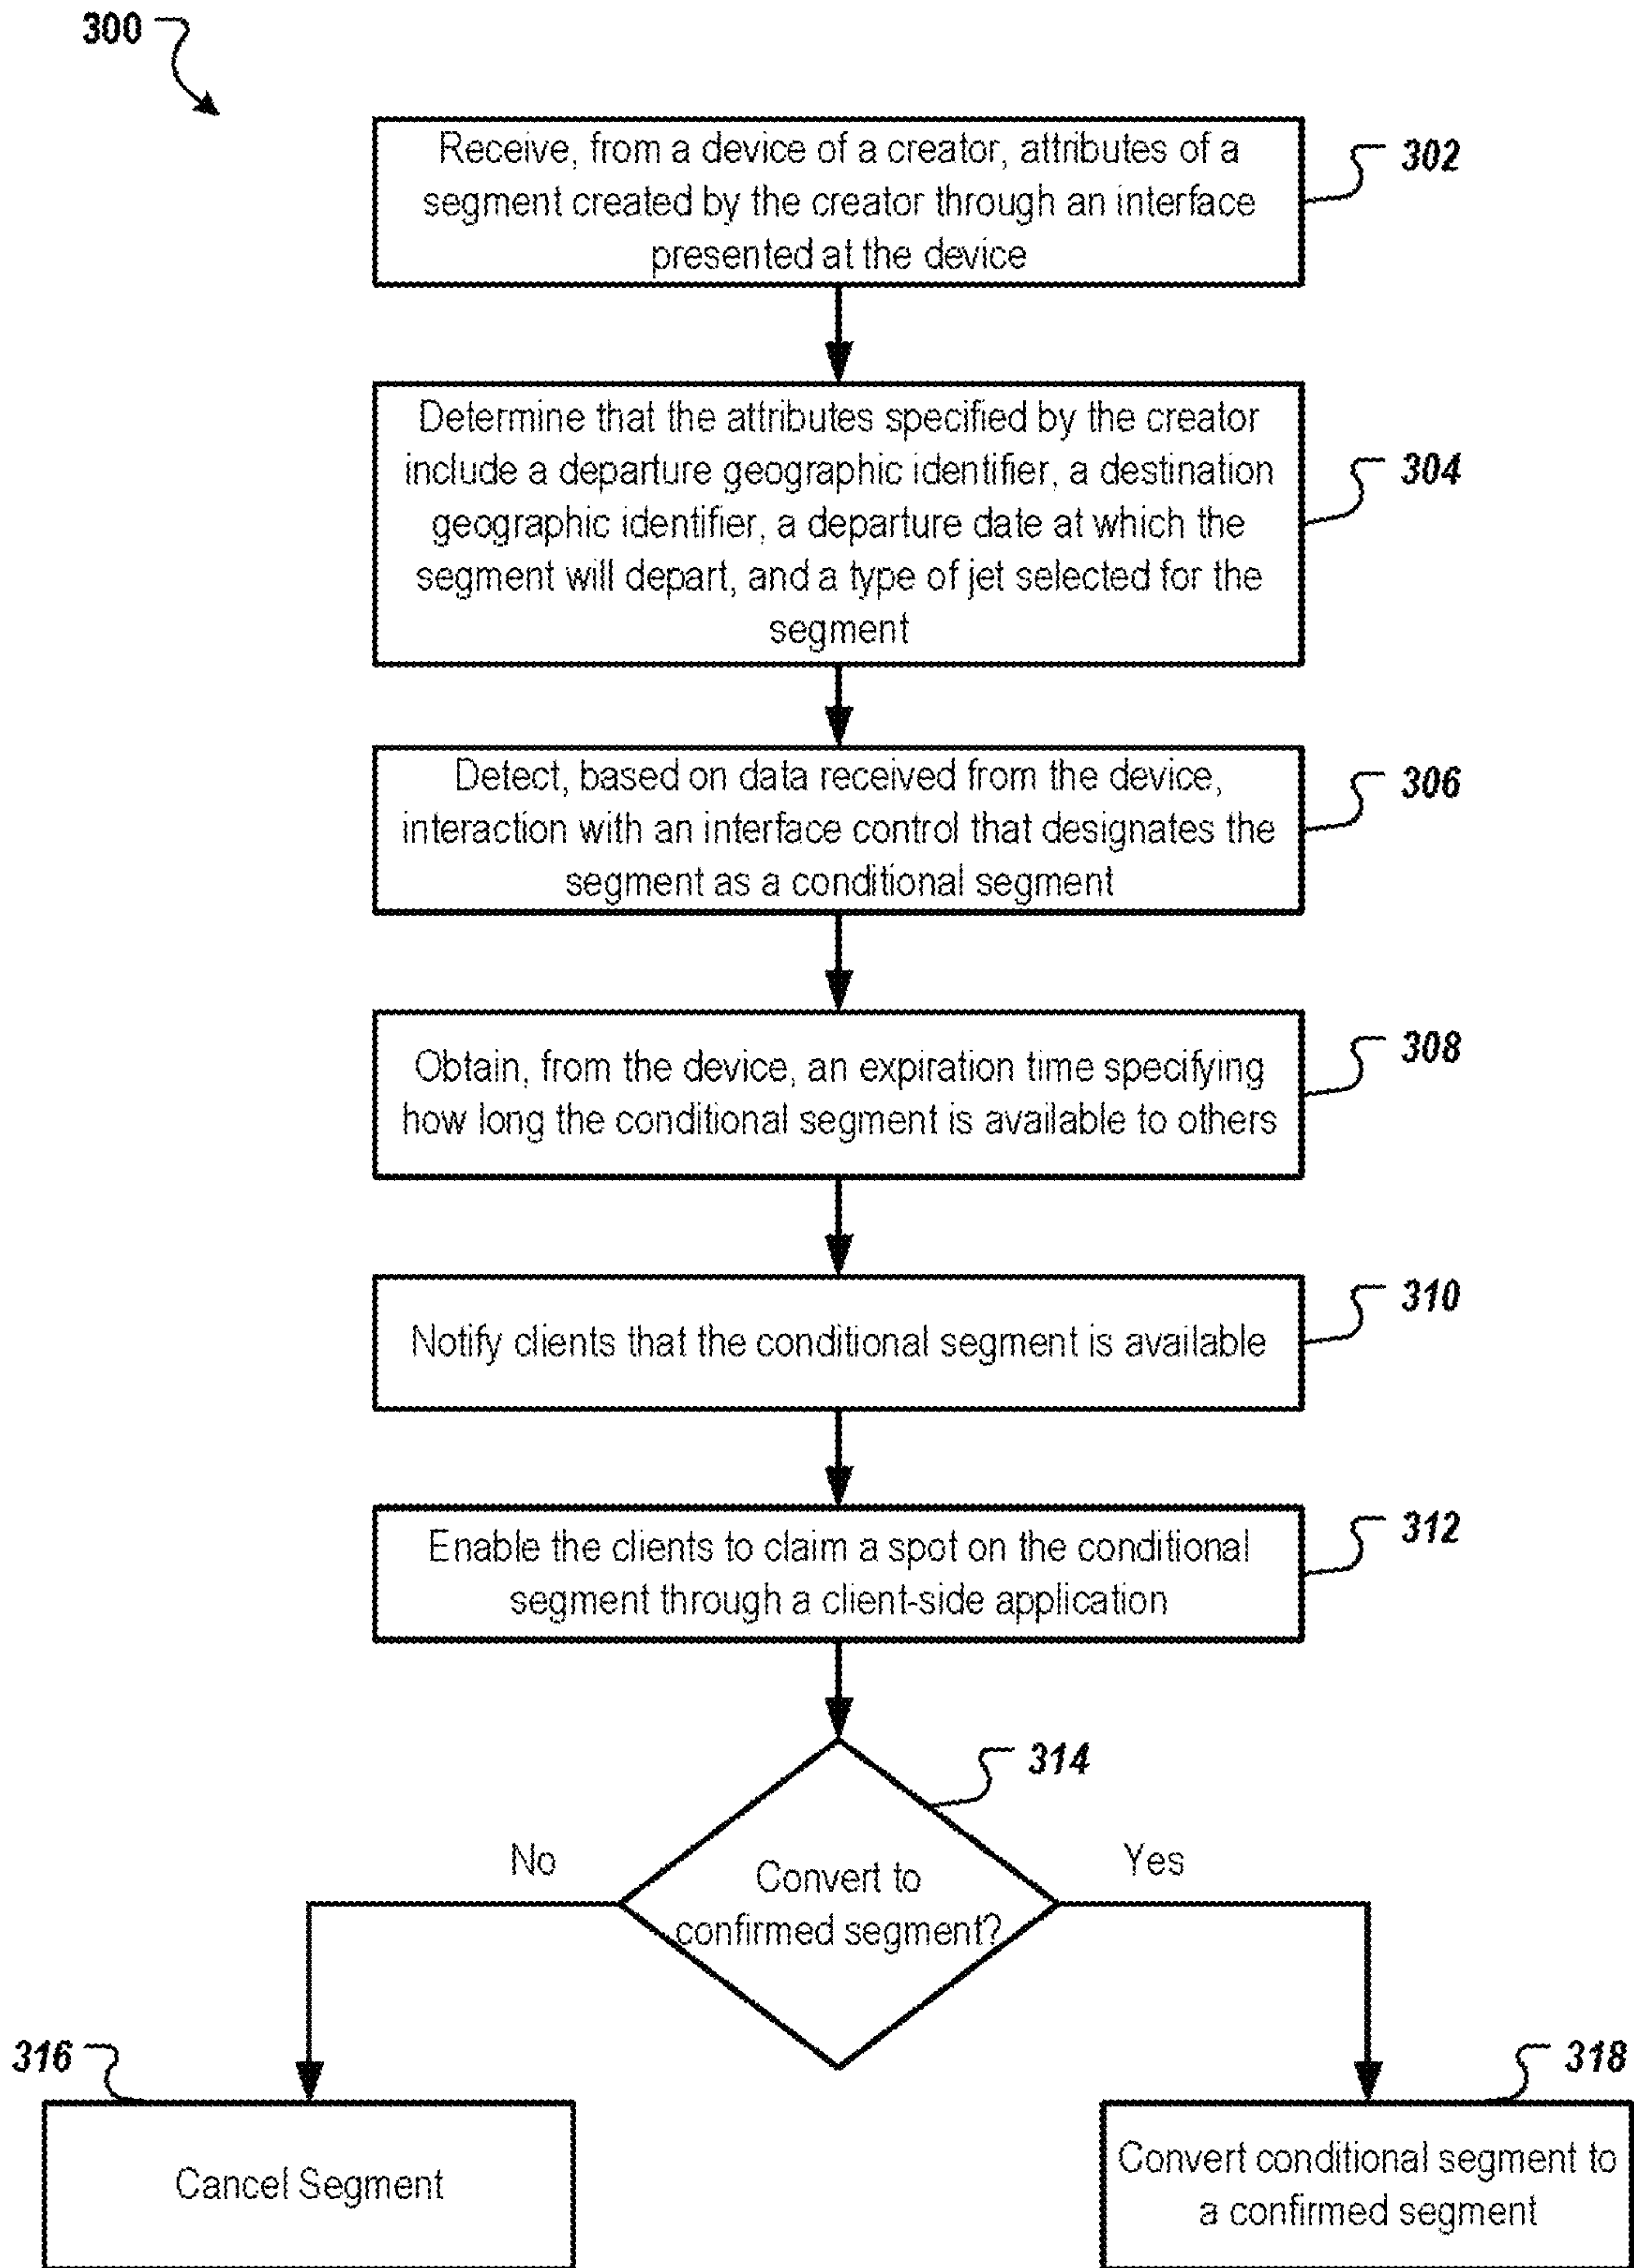 300
Receive, from a device of a creator, attributes of a
segment created by the creator through an interface
presented at the device
302
Determine that the attributes specified by the creator
include a departure geographic identifier, a destination
geographic identifier, a departure date at which the
segment will depart, and a type of jet selected for the
segment
304
Detect, based on data received from the device,
interaction with an interface control that designates the
segment as a conditional segment
306
Obtain, from the device, an expiration time specifying
how long the conditional segment is available to others
308
Notify clients that the conditional segment is available
310
Enable the clients to claim a spot on the conditional
segment through a client-side application
312
314
No
Yes
Convert to
confirmed segment?
316
Cancel Segment
318
Convert conditional segment to
a confirmed segment